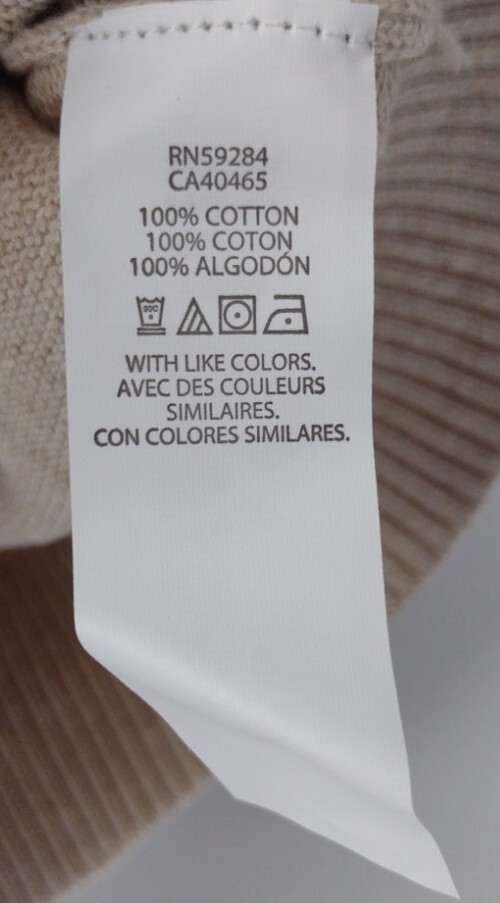 RN59284
CA40465
100% COTTON
100% COTON
100% ALGODÓN
WITH LIKE COLORS.
AVEC DES COULEURS
SIMILAIRES.
CON COLORES SIMILARES.